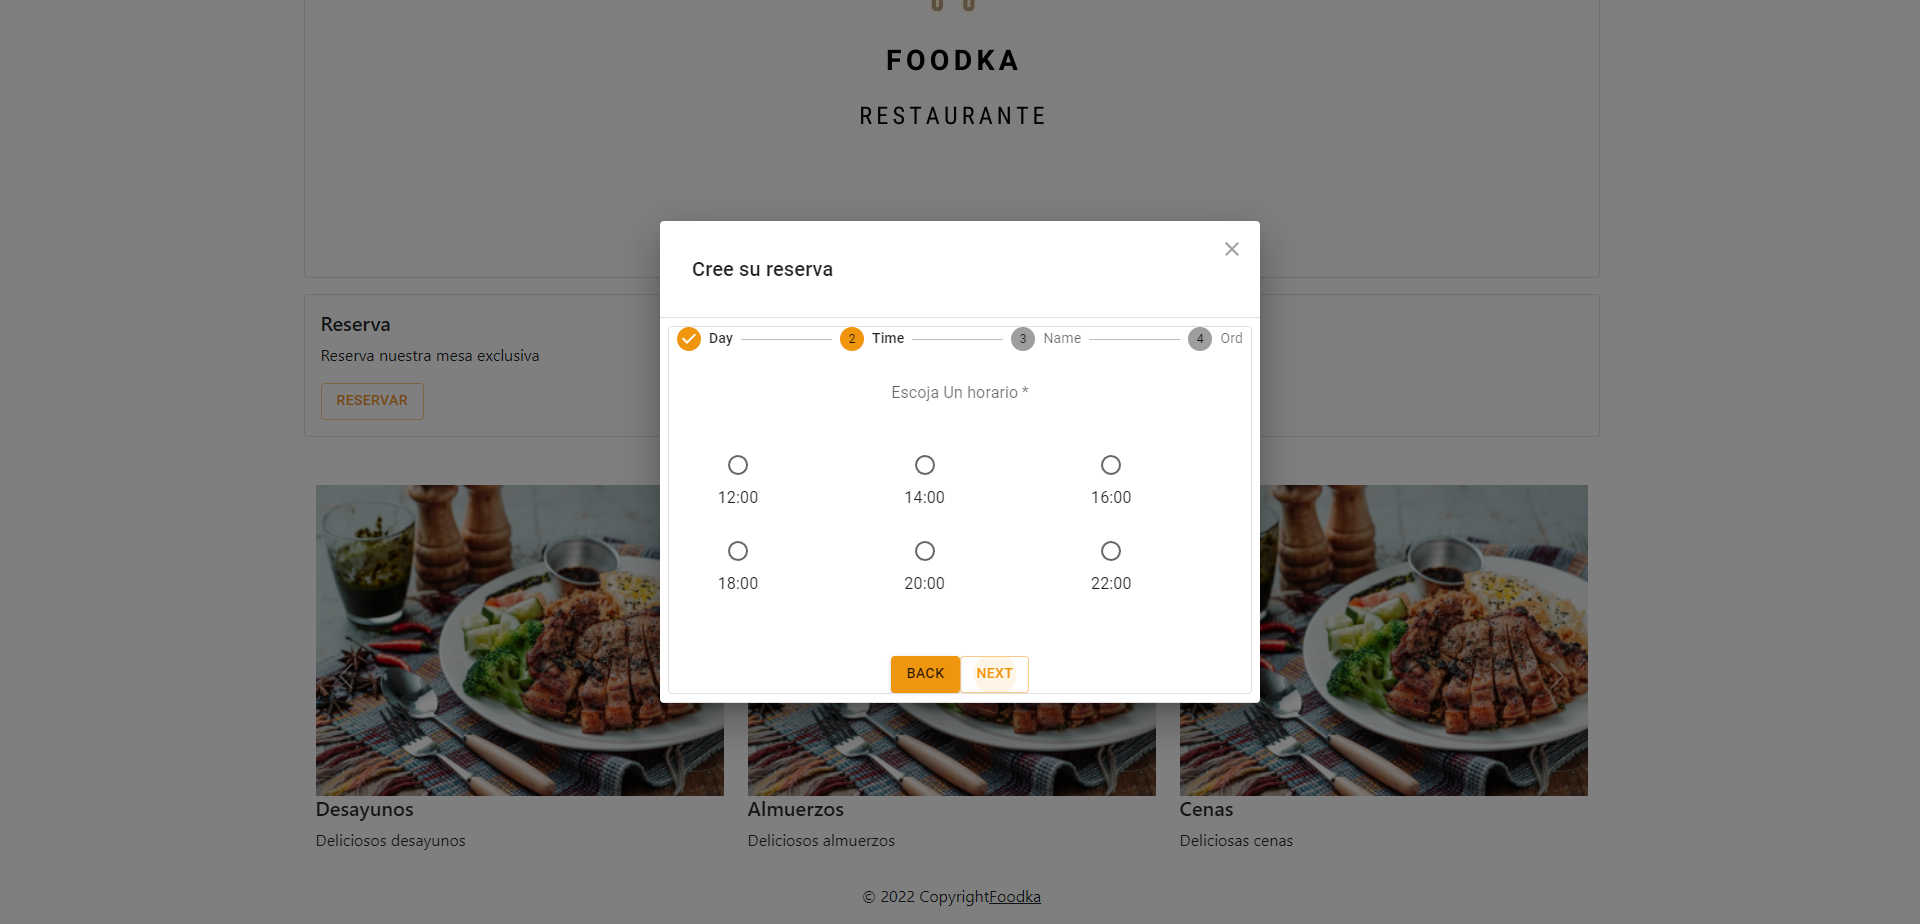 FOODKA
RESTAURANTE
Cree su reserva
Day 2 Time 3 Name 4 Ord
Escoja Un horario *
12:00 14:00 16:00
18:00 20:00 22:00
BACK NEXT
Reserva
Reserva nuestra mesa exclusiva
RESERVAR
Desayunos
Deliciosos desayunos
Almuerzos
Deliciosos almuerzos
Cenas
Deliciosas cenas
© 2022 CopyrightFoodka